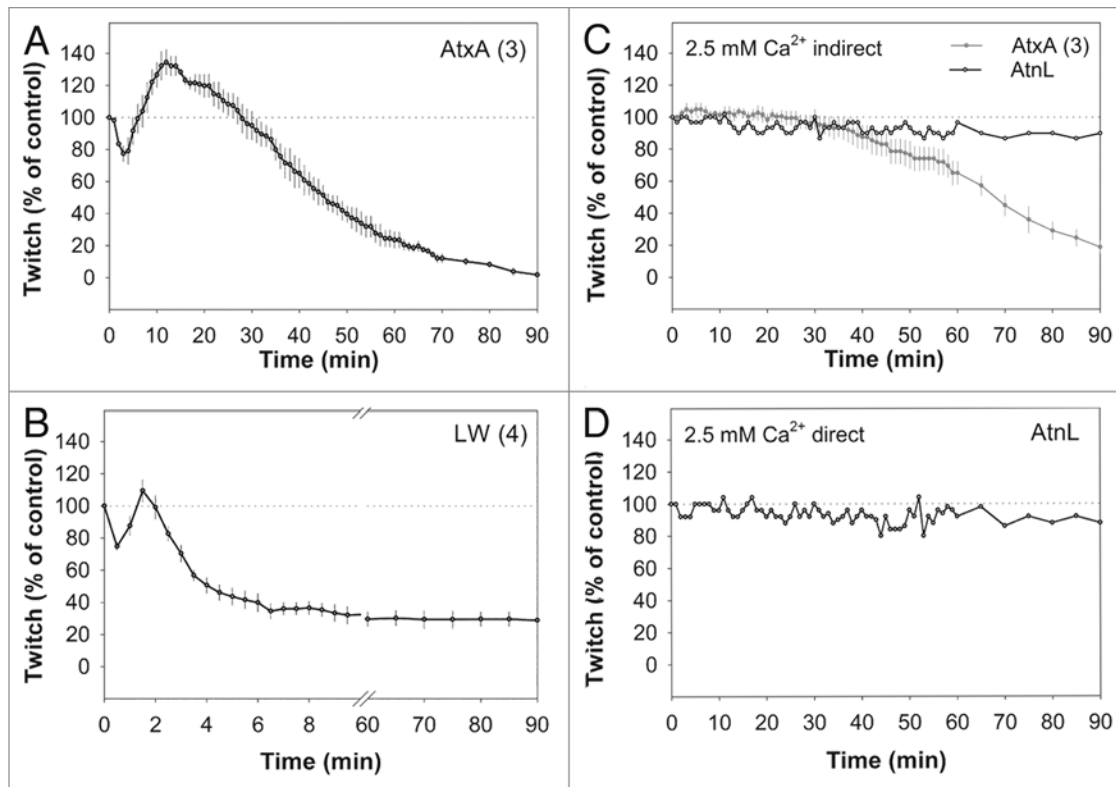 A
AtxA (3)
Twitch (% of control)
140
120
100
80
60
40
20
0
0 10 20 30 40 50 60 70 80 90
Time (min)
B
LW (4)
Twitch (% of control)
140
120
100
80
60
40
20
0
0 2 4 6 8 60 70 80 90
Time (min)
C
2.5 mM Ca²⁺ indirect
AtxA (3)
AtnL
Twitch (% of control)
140
120
100
80
60
40
20
0
0 10 20 30 40 50 60 70 80 90
Time (min)
D
2.5 mM Ca²⁺ direct
AtnL
Twitch (% of control)
140
120
100
80
60
40
20
0
0 10 20 30 40 50 60 70 80 90
Time (min)